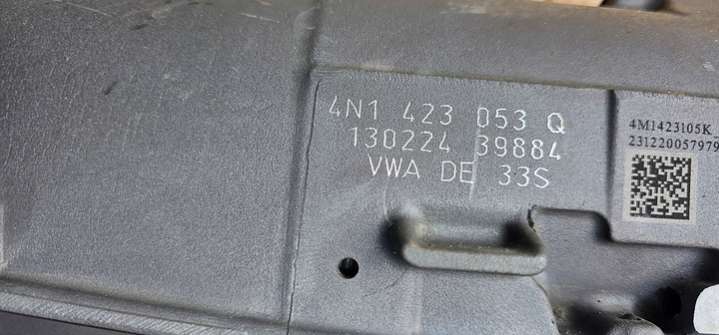 4N1 423 053 Q
130224 39884
VWA DE 33S
4M1423105K
231220057979